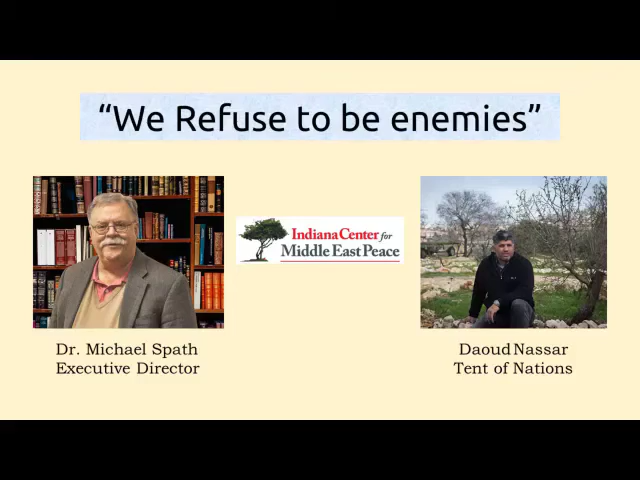 “We Refuse to be enemies”
Indiana Center for
Middle East Peace
Dr. Michael Spath
Executive Director
Daoud Nassar
Tent of Nations